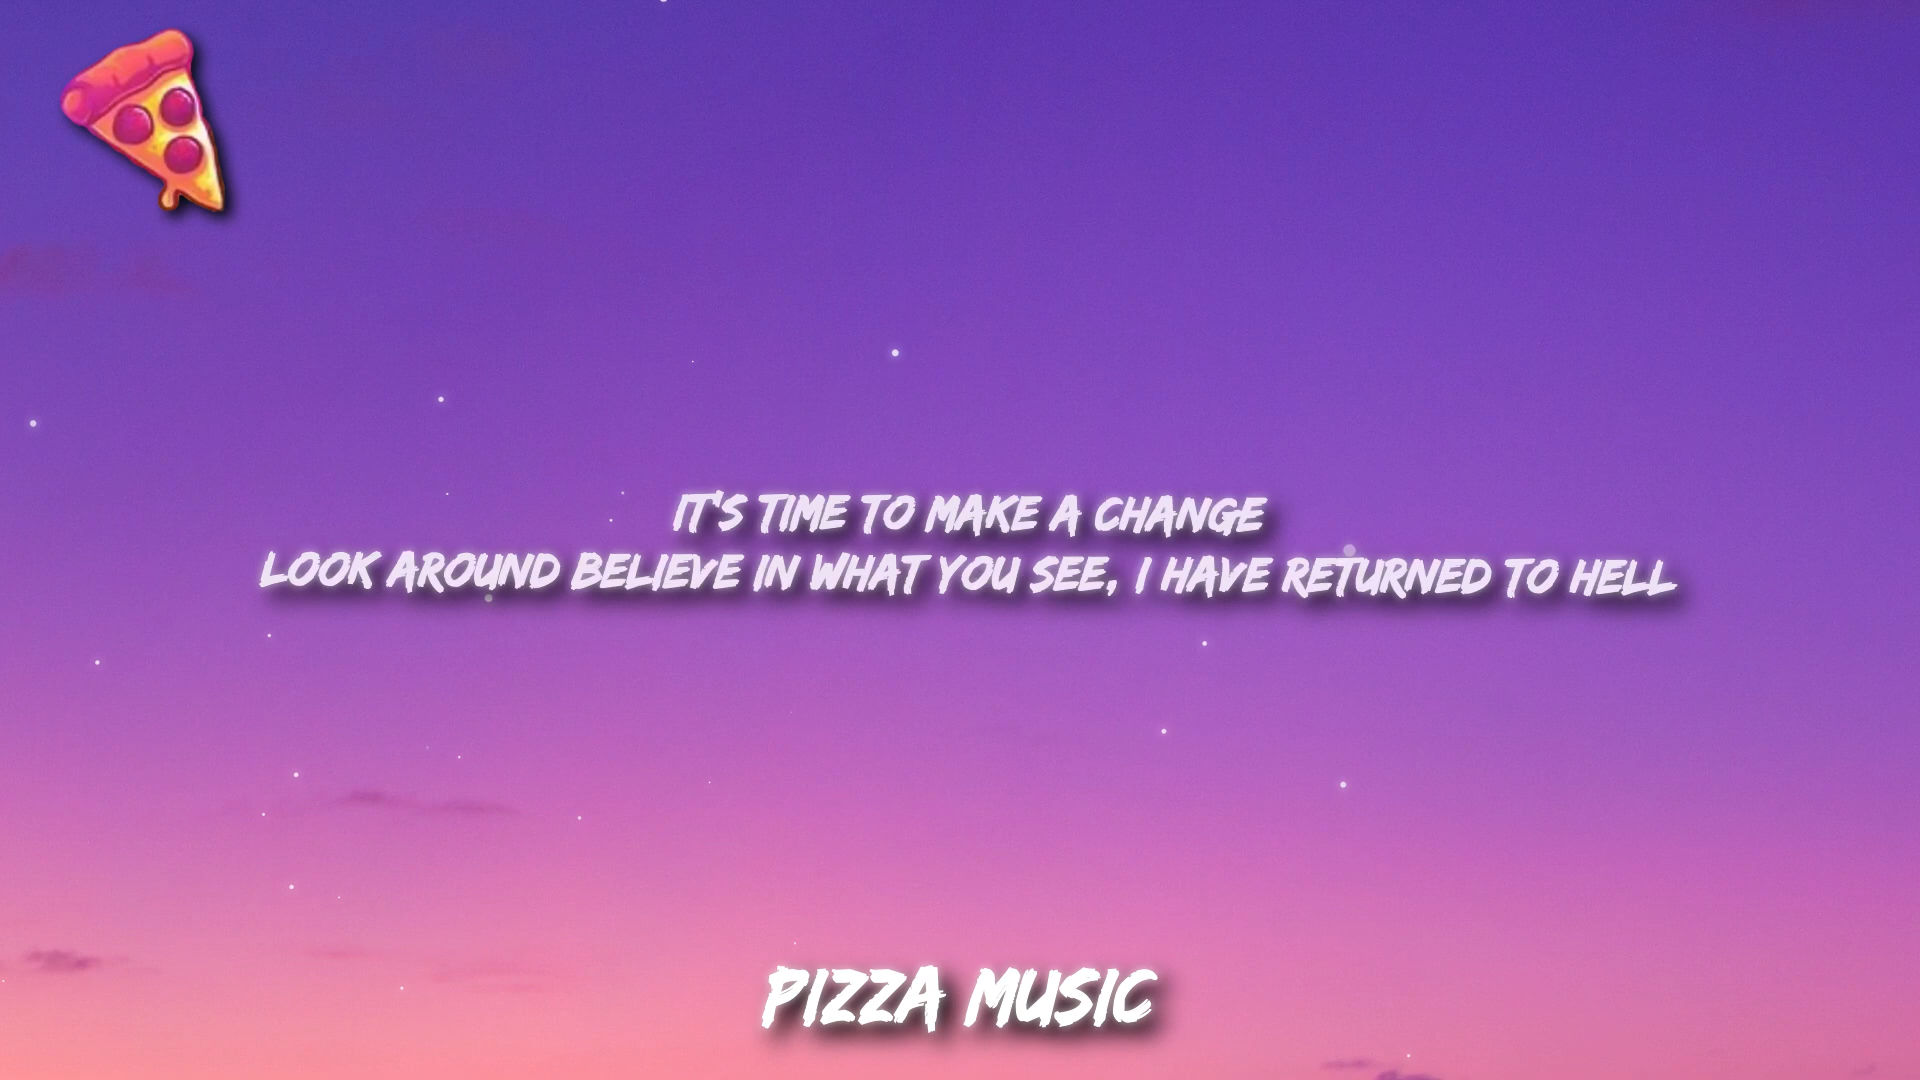 IT'S TIME TO MAKE A CHANGE
LOOK AROUND BELIEVE IN WHAT YOU SEE, I HAVE RETURNED TO HELL
PIZZA MUSIC